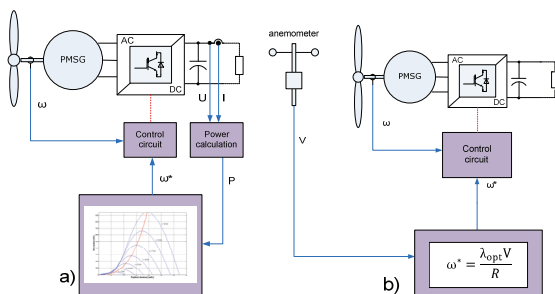 AC
PMSG
DC
U
I
ω
Control
circuit
Power
calculation
ω*
P
a)
anemometer
V
AC
PMSG
DC
ω
Control
circuit
ω*
ω* = λoptV / R
b)